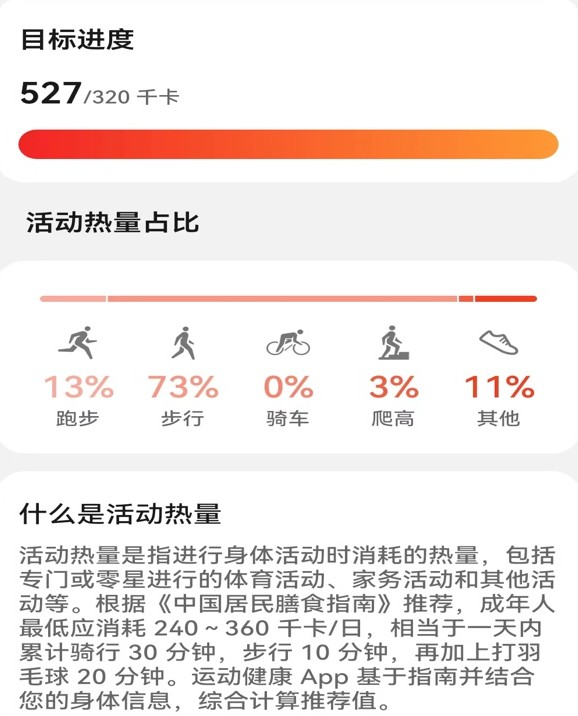 目标进度
527/320 千卡
活动热量占比
13% 73% 0% 3% 11%
跑步 步行 骑车 爬高 其他
什么是活动热量
活动热量是指进行身体活动时消耗的热量，包括
专门或零星进行的体育活动、家务活动和其他活
动等。根据《中国居民膳食指南》推荐，成年人
最低应消耗 240 ~ 360 千卡/日，相当于一天内
累计骑行 30 分钟，步行 10 分钟，再加上打羽
毛球 20 分钟。运动健康 App 基于指南并结合
您的身体信息，综合计算推荐值。